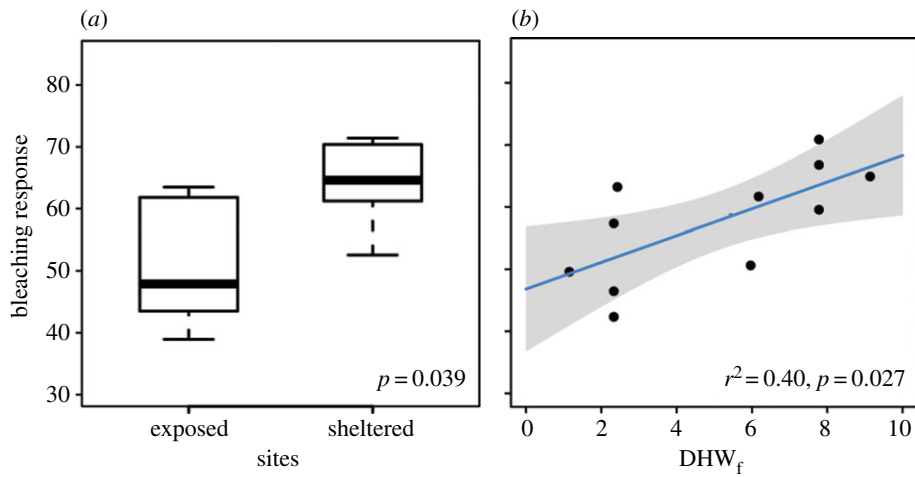 (a)
(b)
bleaching response
80
70
60
50
40
30
p = 0.039
exposed sheltered
sites
r² = 0.40, p = 0.027
0 2 4 6 8 10
DHWf